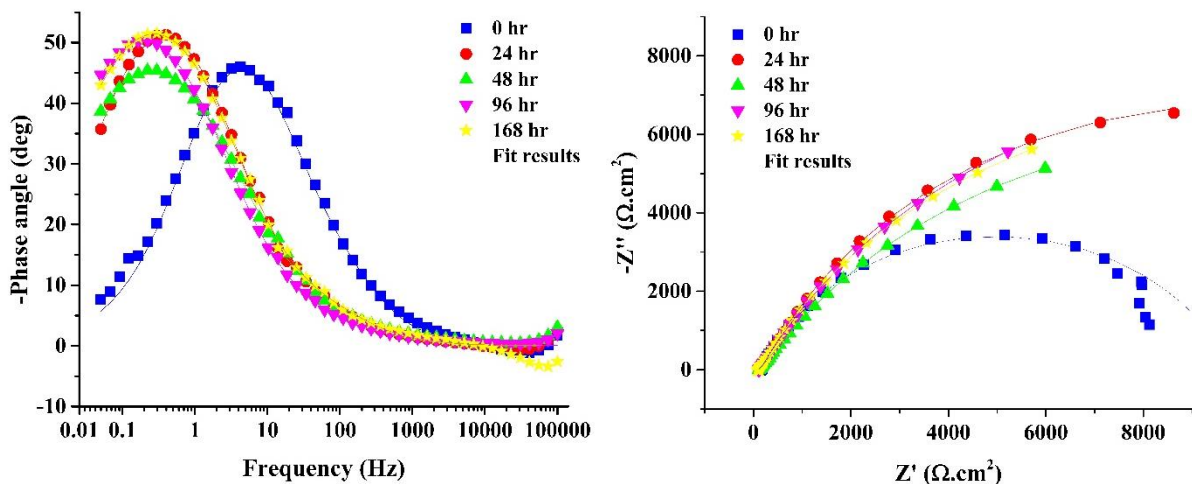 50
40
30
20
10
0
-10
-Phase angle (deg)
0 hr
24 hr
48 hr
96 hr
168 hr
Fit results
0.01 0.1 1 10 100 1000 10000 100000
Frequency (Hz)
8000
6000
4000
2000
0
-Z'' (Ω.cm²)
0 hr
24 hr
48 hr
96 hr
168 hr
Fit results
0 2000 4000 6000 8000
Z' (Ω.cm²)